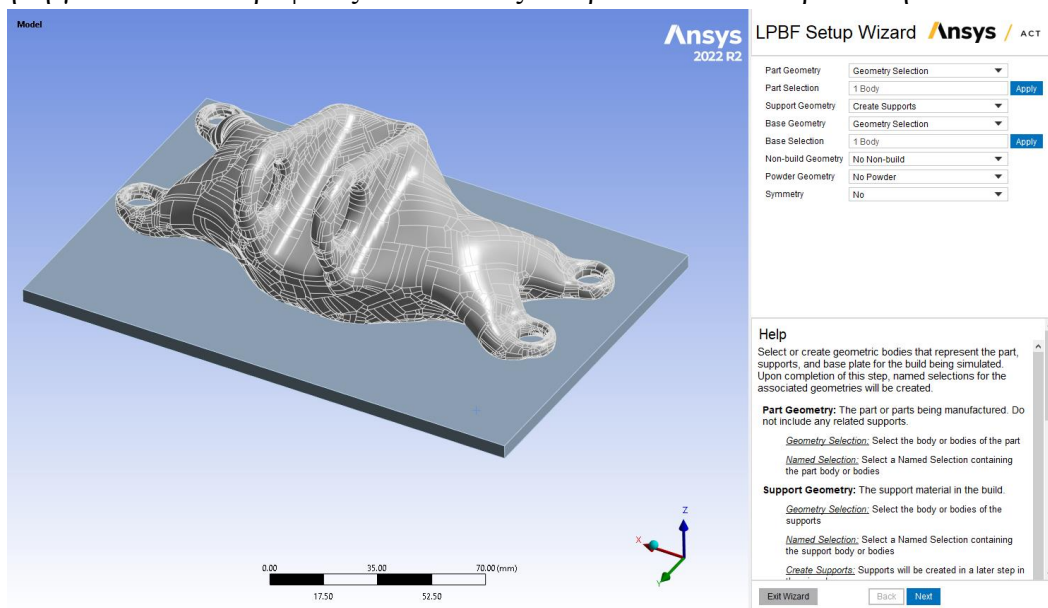 Model
Ansys
2022 R2
0.00
35.00
70.00 (mm)
17.50
52.50
Z
X
Y
LPBF Setup Wizard Ansys / ACT
Part Geometry Geometry Selection
Part Selection 1 Body Apply
Support Geometry Create Supports
Base Geometry Geometry Selection
Base Selection 1 Body Apply
Non-build Geometry No Non-build
Powder Geometry No Powder
Symmetry No
Help
Select or create geometric bodies that represent the part,
supports, and base plate for the build being simulated.
Upon completion of this step, named selections for the
associated geometries will be created.
Part Geometry: The part or parts being manufactured. Do
not include any related supports.
Geometry Selection: Select the body or bodies of the part
Named Selection: Select a Named Selection containing
the part body or bodies
Support Geometry: The support material in the build.
Geometry Selection: Select the body or bodies of the
supports
Named Selection: Select a Named Selection containing
the support body or bodies
Create Supports: Supports will be created in a later step in
Exit Wizard Back Next